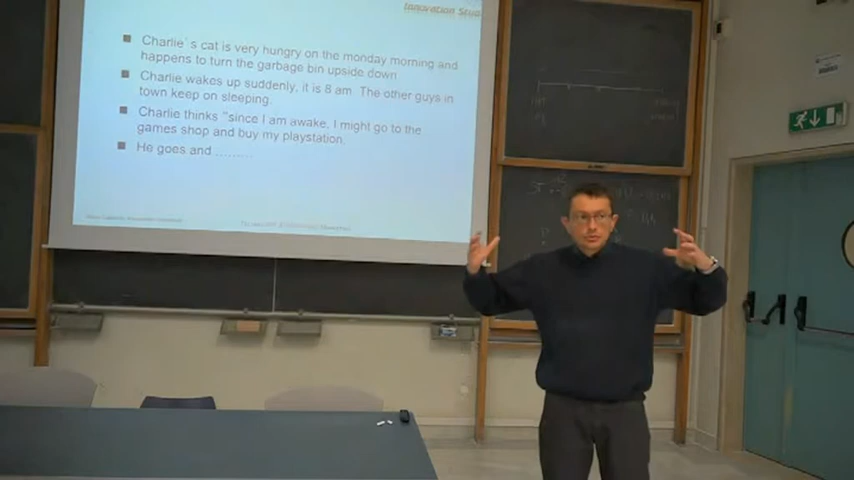 Innovation Stud
Charlie`s cat is very hungry on the monday morning and
happens to turn the garbage bin upside down
Charlie wakes up suddenly, it is 8 am. The other guys in
town keep on sleeping.
Charlie thinks "since I am awake, I might go to the
games shop and buy my playstation.
He goes and ………